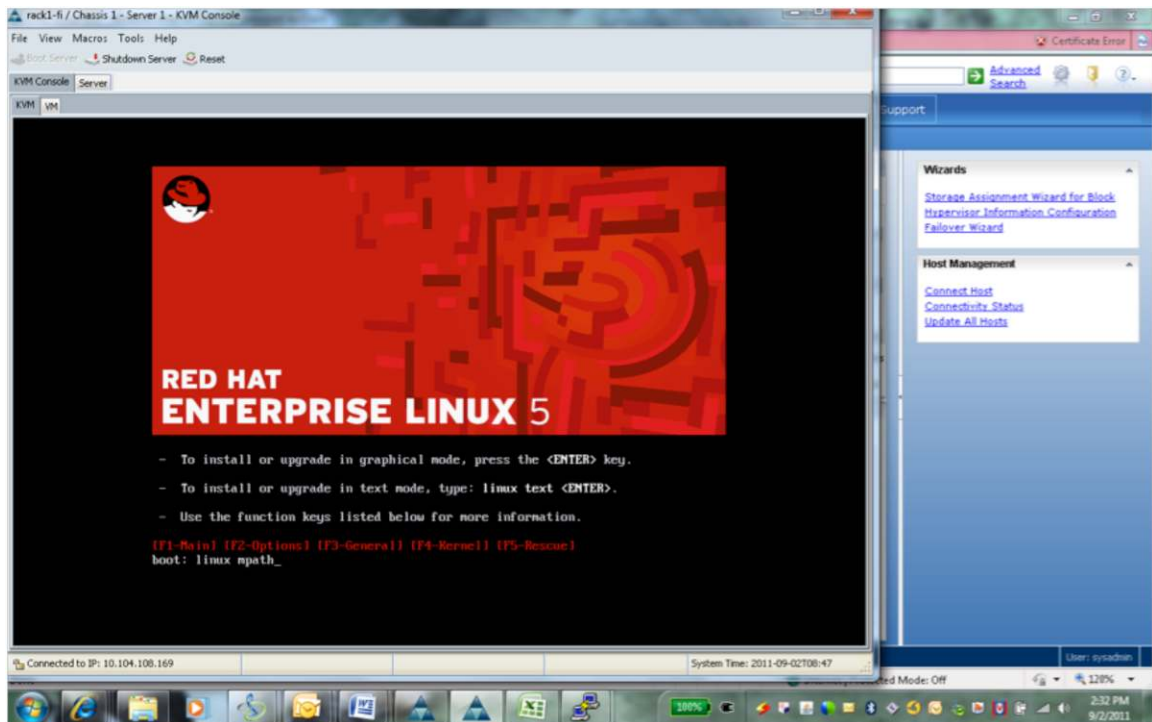 rack1-fi / Chassis 1 - Server 1 - KVM Console
File View Macros Tools Help
Boot Server Shutdown Server Reset
KVM Console Server
KVM VM
RED HAT
ENTERPRISE LINUX 5
- To install or upgrade in graphical mode, press the <ENTER> key.
- To install or upgrade in text mode, type: linux text <ENTER>.
- Use the function keys listed below for more information.
[F1-Main] [F2-Options] [F3-General] [F4-Kernel] [F5-Rescue]
boot: linux mpath_
Connected to IP: 10.104.108.169
System Time: 2011-09-02T08:47
Certificate Error
Advanced
Search
Support
Wizards
Storage Assignment Wizard for Block
Hypervisor Information Configuration
Failover Wizard
Host Management
Connect Host
Connectivity Status
Update All Hosts
User: sysadmin
Mode: Off
120%
100%
2:32 PM
9/2/2011